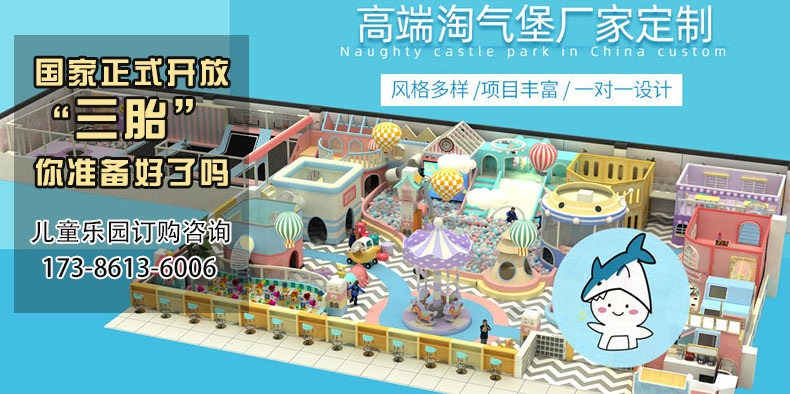 高端淘气堡厂家定制
Naughty castle park in China custom
风格多样/项目丰富/一对一设计
国家正式开放
“三胎”
你准备好了吗
儿童乐园订购咨询
173-8613-6006